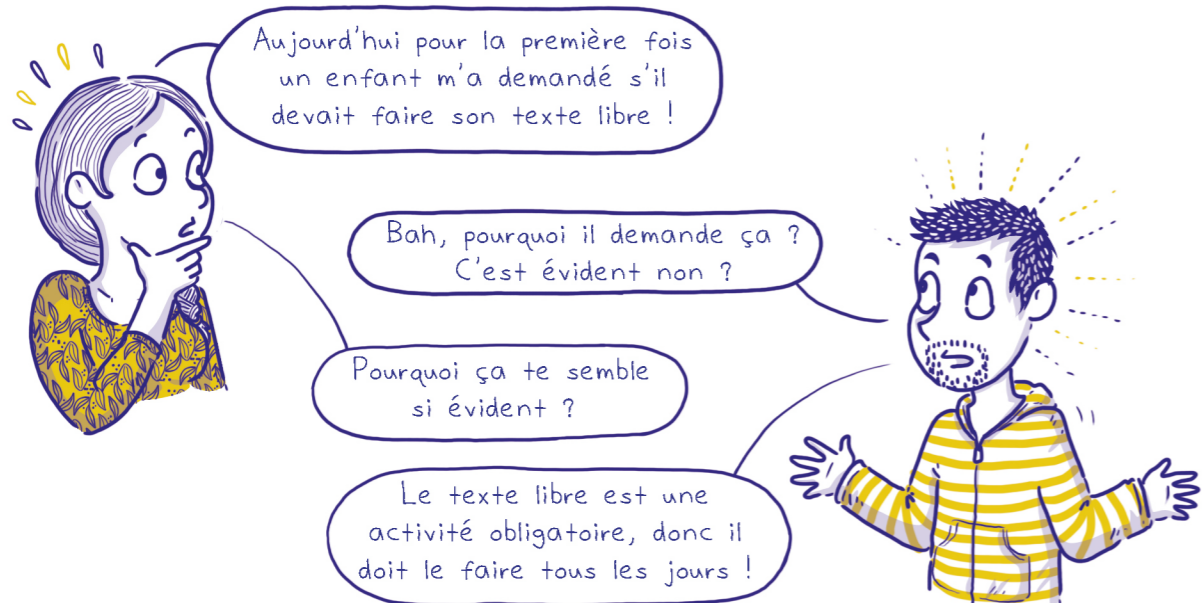 Aujourd'hui pour la première fois
un enfant m'a demandé s'il
devait faire son texte libre !
Bah, pourquoi il demande ça ?
C'est évident non ?
Pourquoi ça te semble
si évident ?
Le texte libre est une
activité obligatoire, donc il
doit le faire tous les jours !